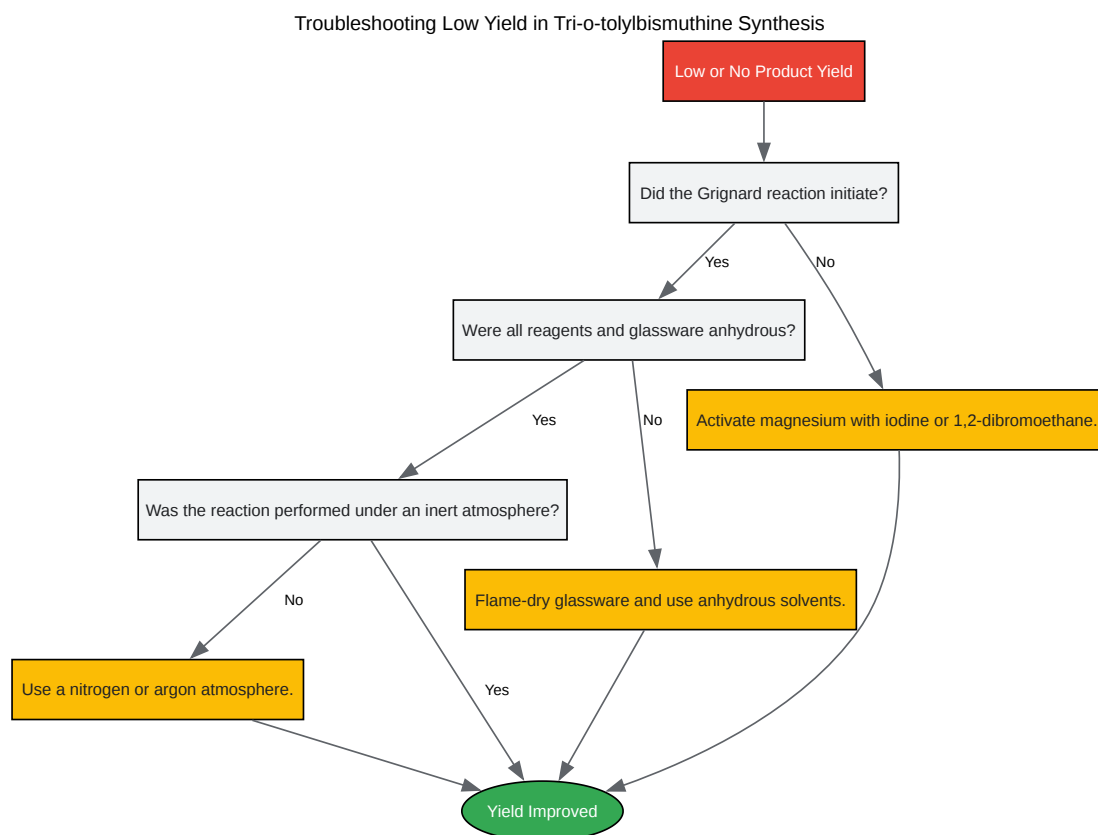 Troubleshooting Low Yield in Tri-o-tolylbismuthine Synthesis
Low or No Product Yield
Did the Grignard reaction initiate?
Yes
No
Were all reagents and glassware anhydrous?
Activate magnesium with iodine or 1,2-dibromoethane.
Yes
No
Was the reaction performed under an inert atmosphere?
Flame-dry glassware and use anhydrous solvents.
No
Use a nitrogen or argon atmosphere.
Yes
Yield Improved